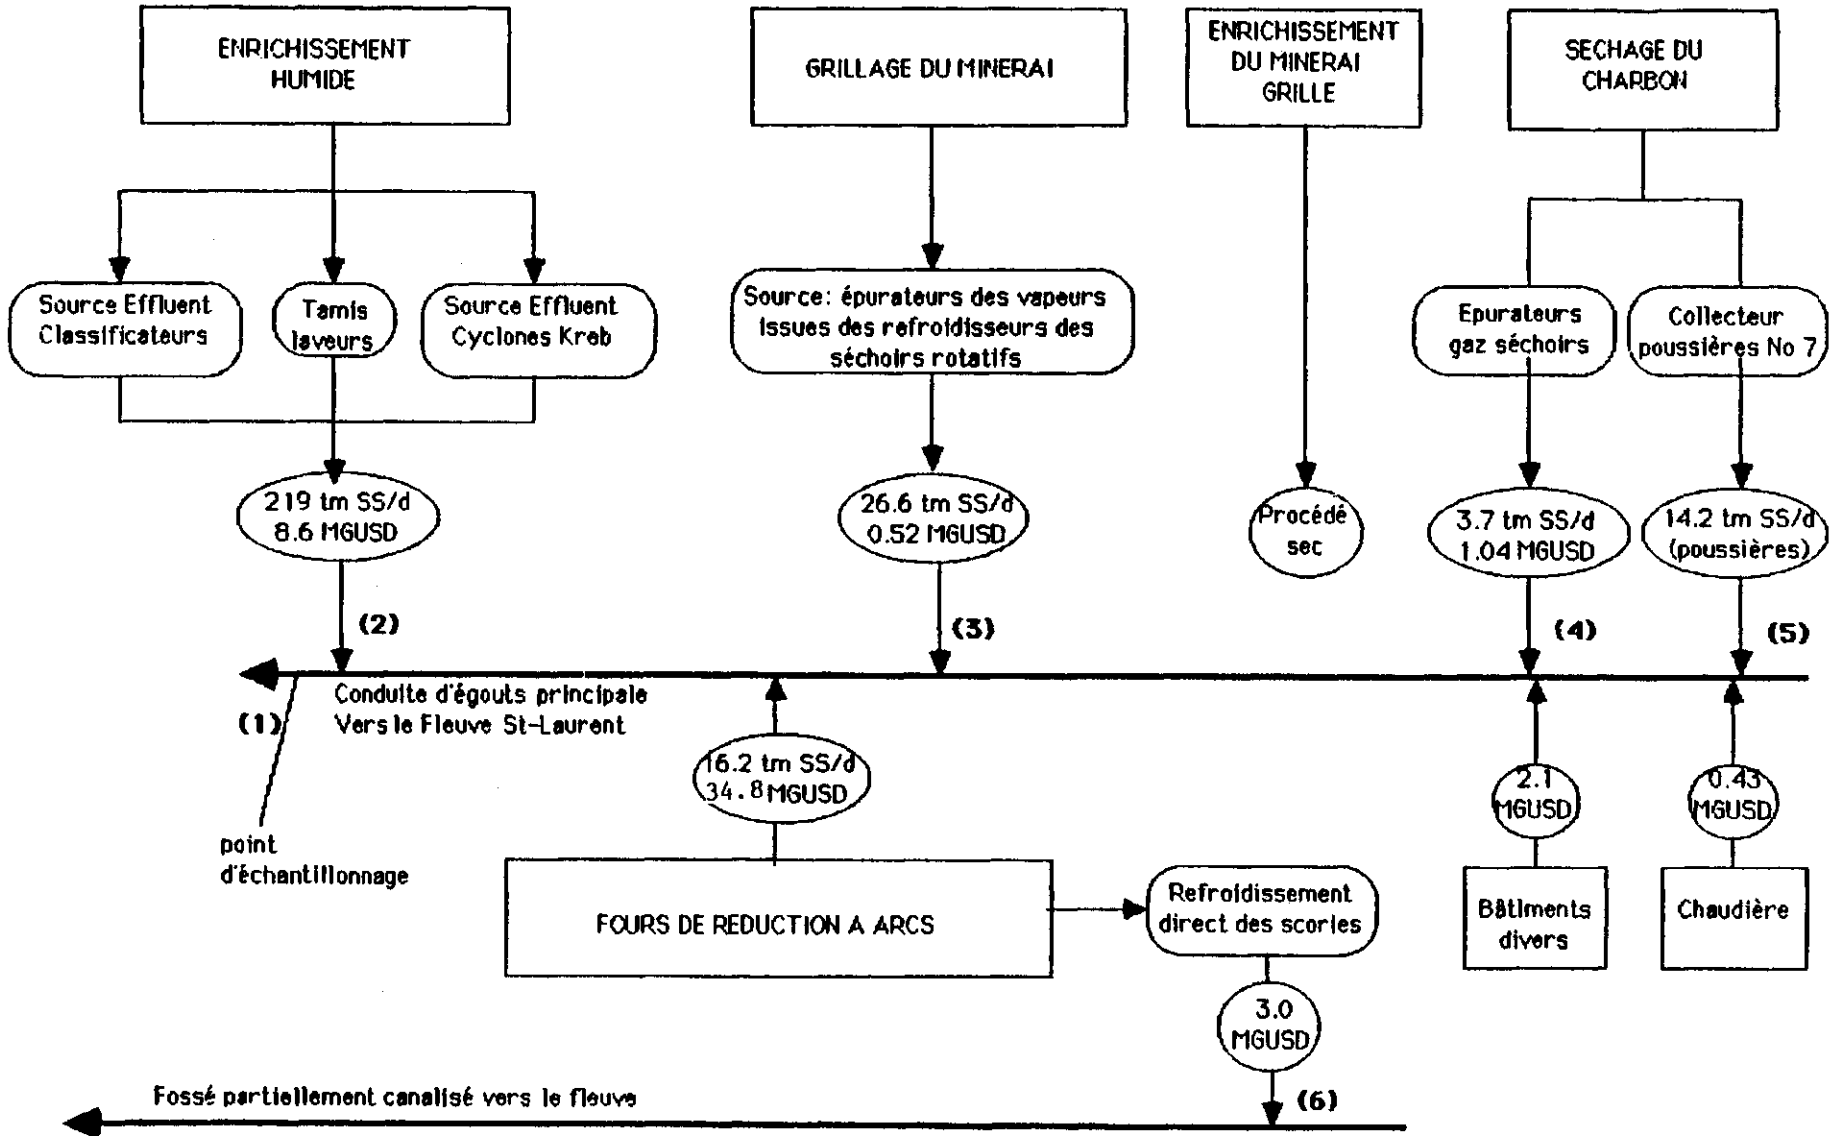 ENRICHISSEMENT
HUMIDE
GRILLAGE DU MINERAI
ENRICHISSEMENT
DU MINERAI
GRILLE
SECHAGE DU
CHARBON
Source Effluent
Classificateurs
Tamis
laveurs
Source Effluent
Cyclones Kreb
Source: épurateurs des vapeurs
issues des refroidisseurs des
séchoirs rotatifs
Epurateurs
gaz séchoirs
Collecteur
poussières No 7
219 tm SS/d
8.6 MGUSD
26.6 tm SS/d
0.52 MGUSD
Procédé
sec
3.7 tm SS/d
1.04 MGUSD
14.2 tm SS/d
(poussières)
(2)
(3)
(4)
(5)
(1)
Conduite d'égouts principale
Vers le Fleuve St-Laurent
point
d'échantillonnage
16.2 tm SS/d
34.8 MGUSD
2.1
MGUSD
0.43
MGUSD
FOURS DE REDUCTION A ARCS
Refroidissement
direct des scories
Bâtiments
divers
Chaudière
3.0
MGUSD
(6)
Fossé partiellement canalisé vers le fleuve